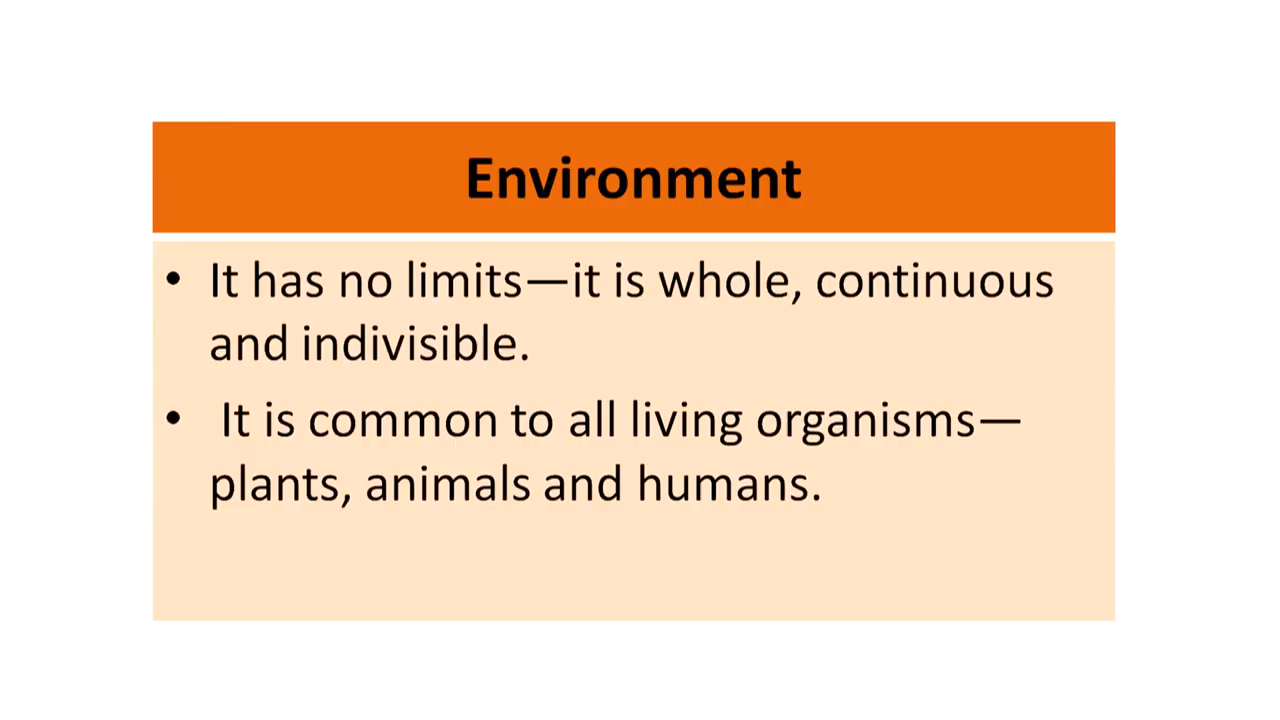 Environment
• It has no limits—it is whole, continuous
and indivisible.
• It is common to all living organisms—
plants, animals and humans.